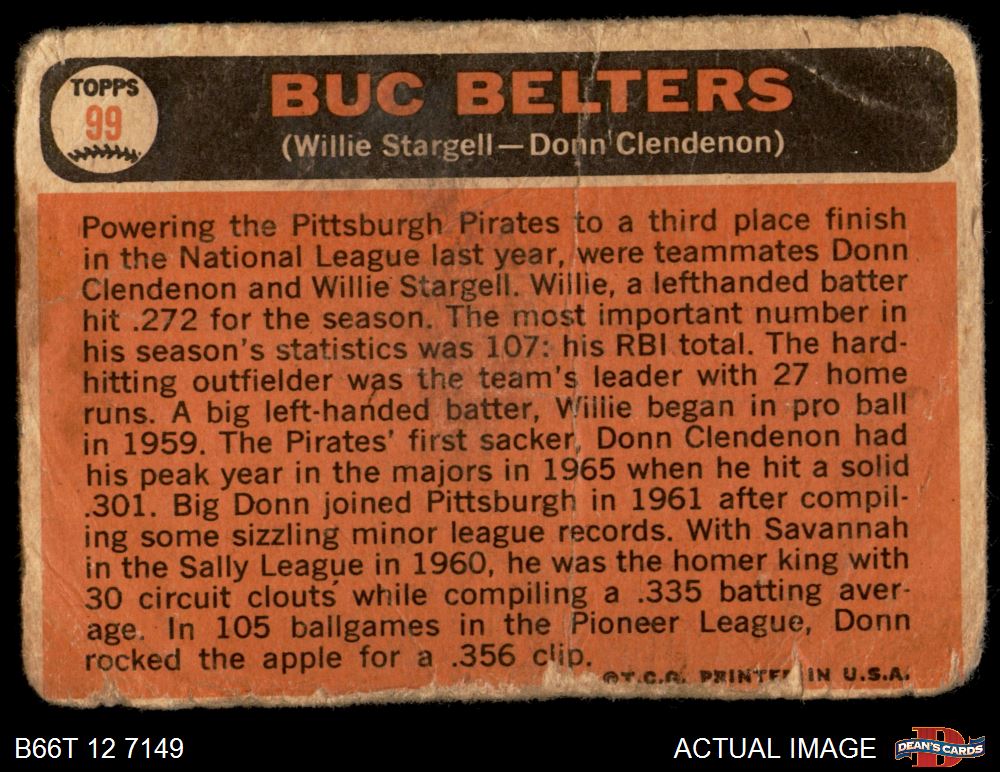 TOPPS
99
BUC BELTERS
(Willie Stargell—Donn Clendenon)
Powering the Pittsburgh Pirates to a third place finish
in the National League last year, were teammates Donn
Clendenon and Willie Stargell. Willie, a lefthanded batter
hit .272 for the season. The most important number in
his season's statistics was 107: his RBI total. The hard-
hitting outfielder was the team's leader with 27 home
runs. A big left-handed batter, Willie began in pro ball
in 1959. The Pirates' first sacker, Donn Clendenon had
his peak year in the majors in 1965 when he hit a solid
.301. Big Donn joined Pittsburgh in 1961 after compil-
ing some sizzling minor league records. With Savannah
in the Sally League in 1960, he was the homer king with
30 circuit clouts while compiling a .335 batting aver-
age. In 105 ballgames in the Pioneer League, Donn
rocked the apple for a .356 clip.
©T.C.G. PRINTED IN U.S.A.
B66T 12 7149
ACTUAL IMAGE
D
DEAN'S CARDS